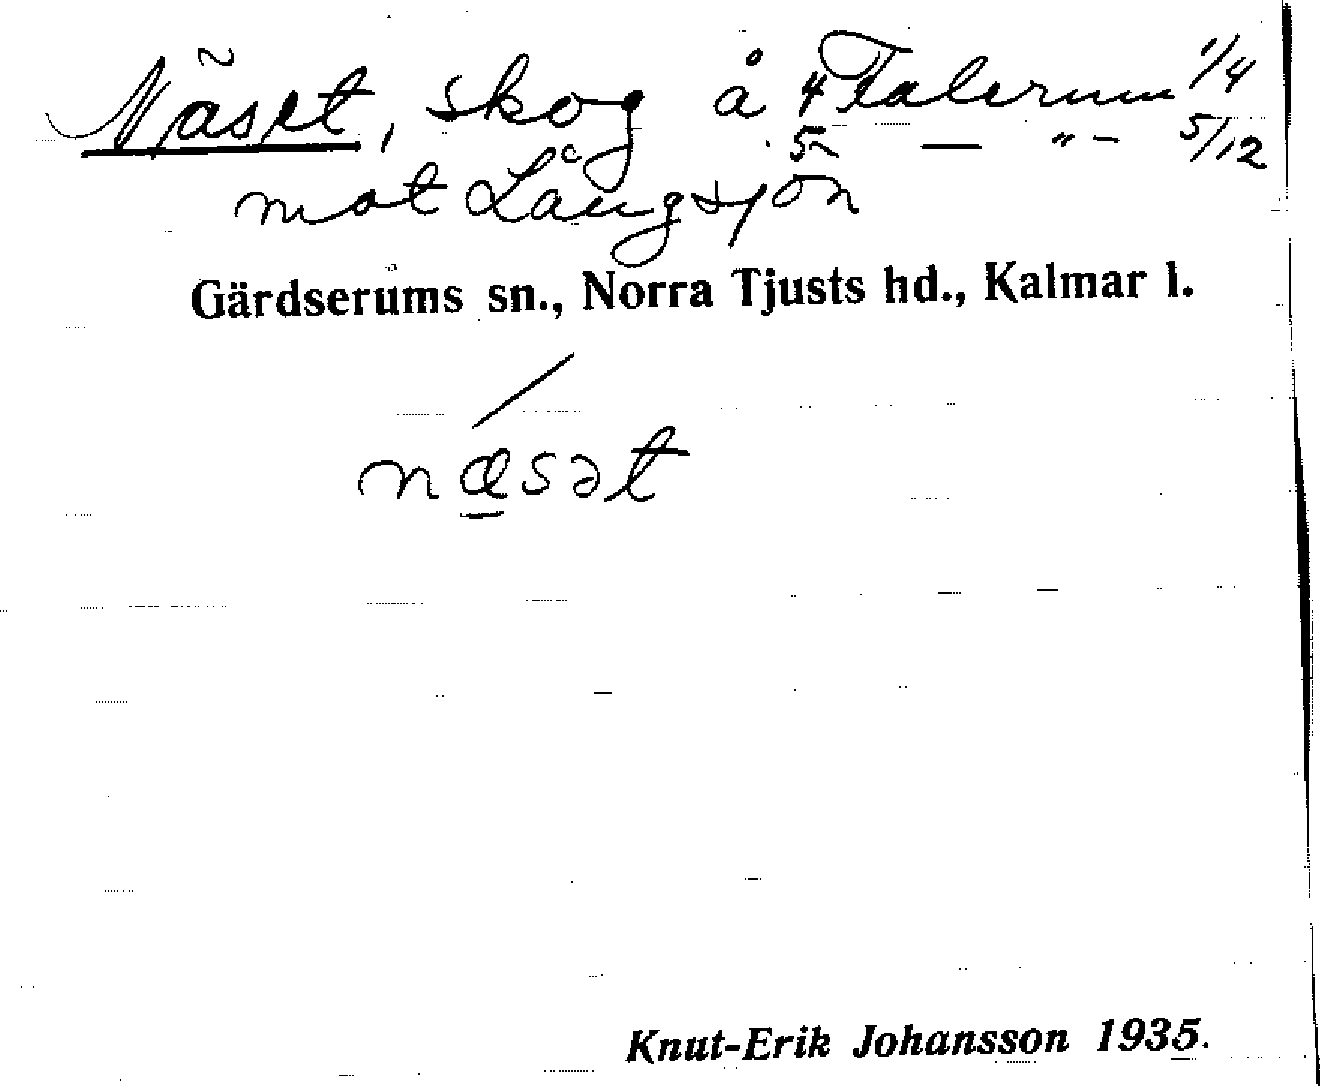 Näset, skog å 4 Falerum 1/4
5 — „ — 5/12
mot Långsjön
Gärdserums sn., Norra Tjusts hd., Kalmar l.
næsət
Knut-Erik Johansson 1935.